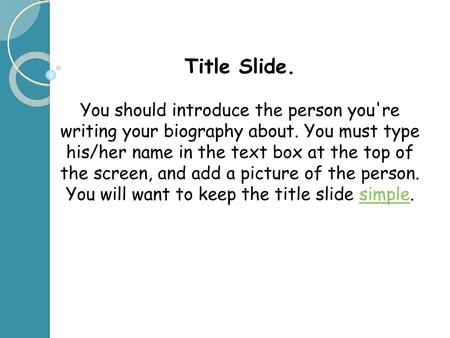 Title Slide.
You should introduce the person you're
writing your biography about. You must type
his/her name in the text box at the top of
the screen, and add a picture of the person.
You will want to keep the title slide simple.